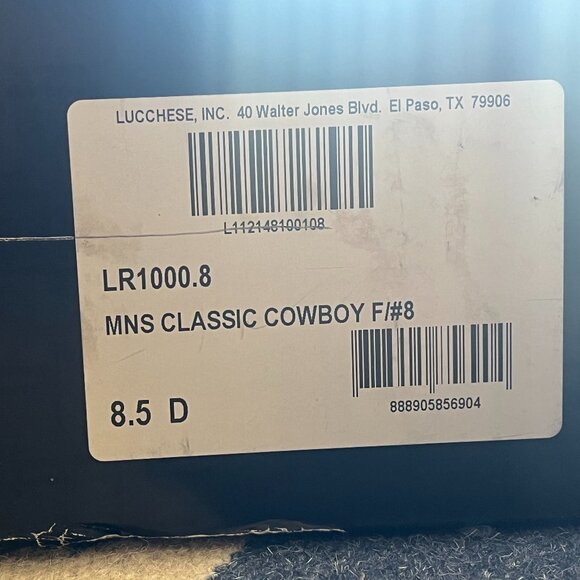 LUCCHESE, INC. 40 Walter Jones Blvd. El Paso, TX 79906
L112148100108
LR1000.8
MNS CLASSIC COWBOY F/#8
888905856904
8.5 D